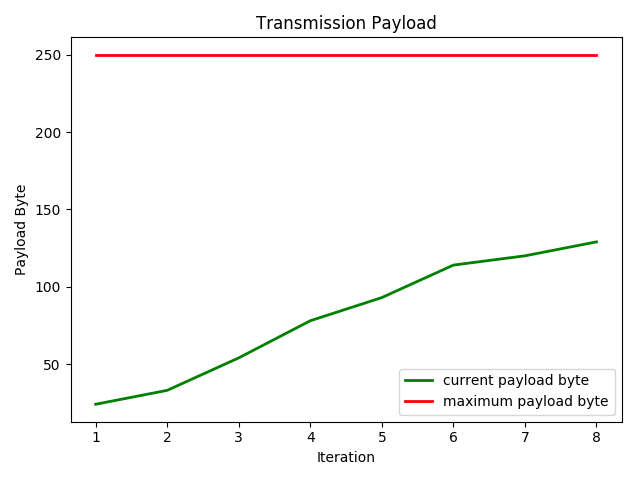 Transmission Payload
250
200
150
100
50
Payload Byte
current payload byte
maximum payload byte
1 2 3 4 5 6 7 8
Iteration